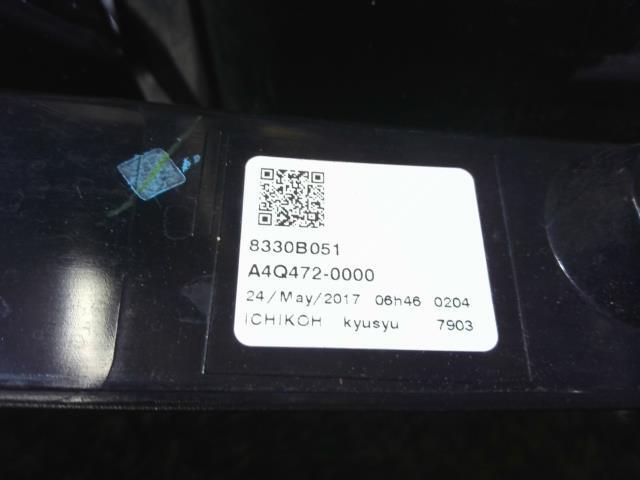 8330B051
A4Q472-0000
24/May/2017 06h46 0204
ICHIKOH kyusyu 7903